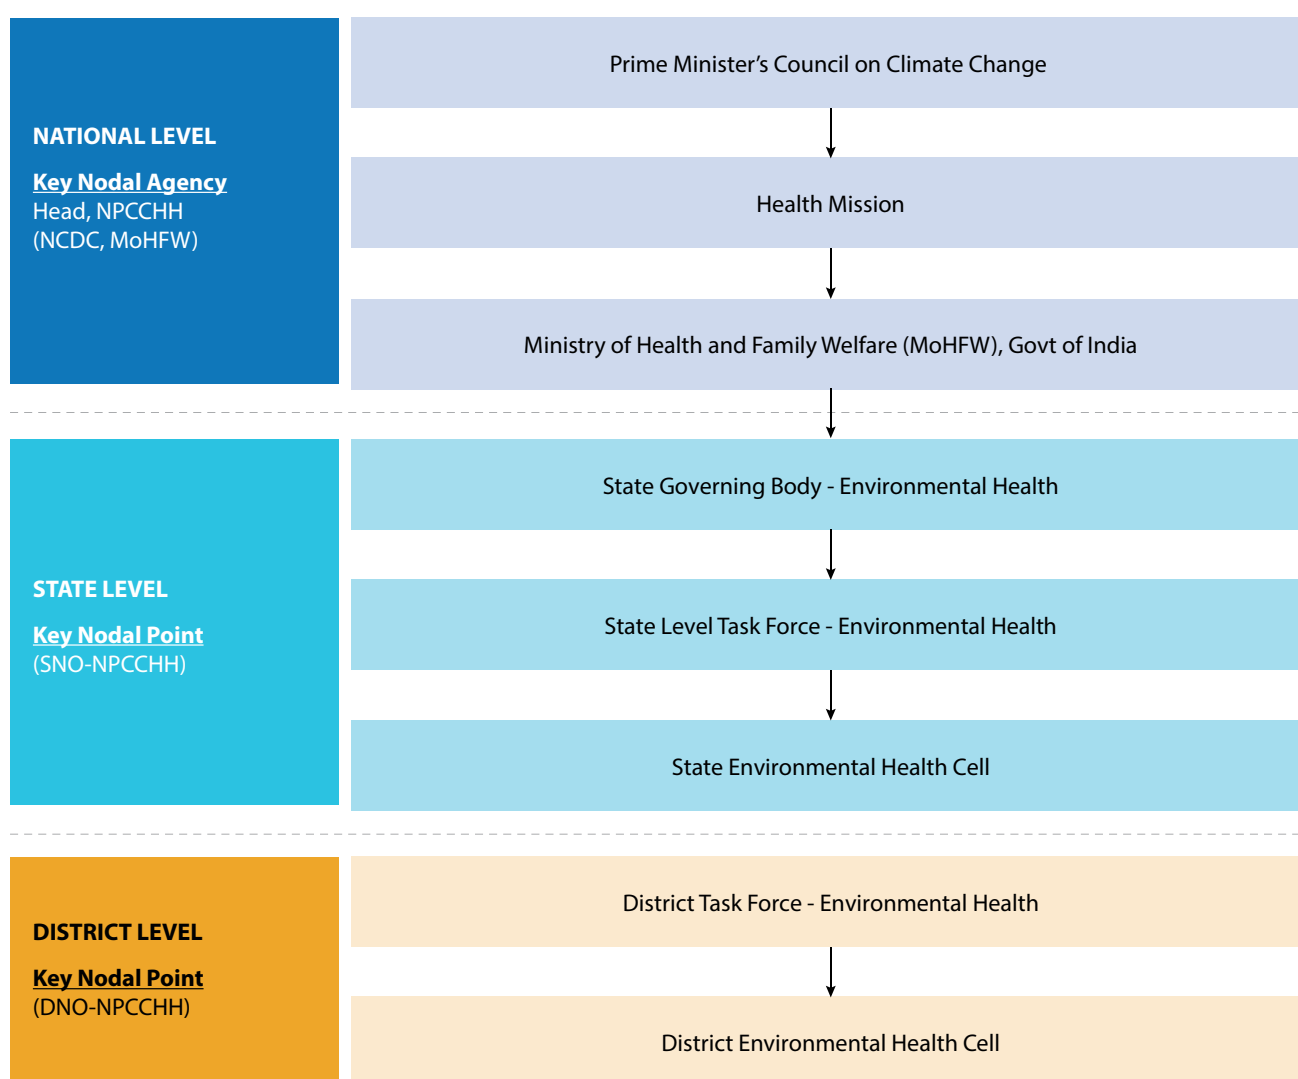 NATIONAL LEVEL
Key Nodal Agency
Head, NPCCHH
(NCDC, MoHFW)
Prime Minister’s Council on Climate Change
Health Mission
Ministry of Health and Family Welfare (MoHFW), Govt of India
STATE LEVEL
Key Nodal Point
(SNO-NPCCHH)
State Governing Body - Environmental Health
State Level Task Force - Environmental Health
State Environmental Health Cell
DISTRICT LEVEL
Key Nodal Point
(DNO-NPCCHH)
District Task Force - Environmental Health
District Environmental Health Cell